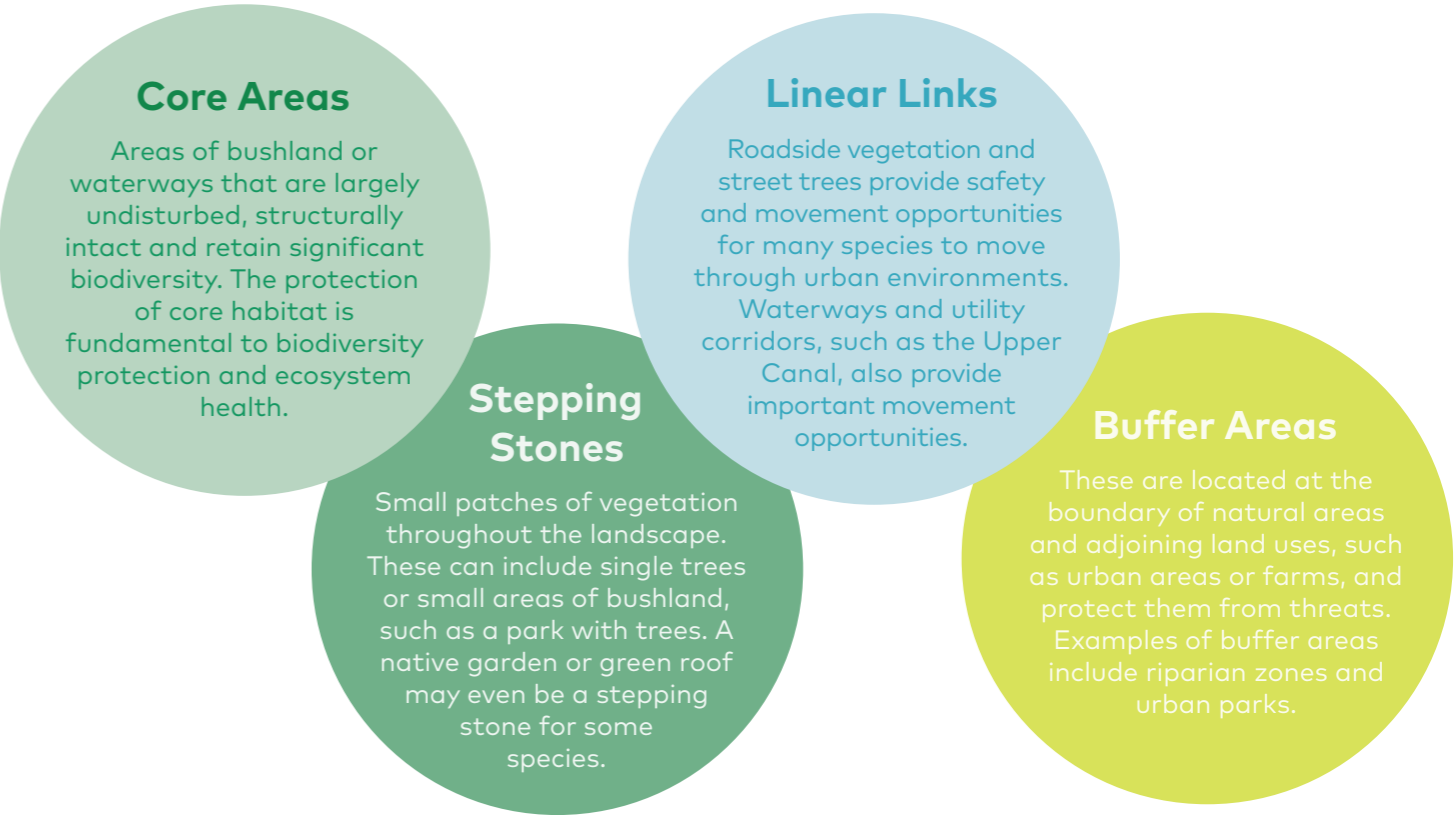 Core Areas
Areas of bushland or
waterways that are largely
undisturbed, structurally
intact and retain significant
biodiversity. The protection
of core habitat is
fundamental to biodiversity
protection and ecosystem
health.
Stepping
Stones
Small patches of vegetation
throughout the landscape.
These can include single trees
or small areas of bushland,
such as a park with trees. A
native garden or green roof
may even be a stepping
stone for some
species.
Linear Links
Roadside vegetation and
street trees provide safety
and movement opportunities
for many species to move
through urban environments.
Waterways and utility
corridors, such as the Upper
Canal, also provide
important movement
opportunities.
Buffer Areas
These are located at the
boundary of natural areas
and adjoining land uses, such
as urban areas or farms, and
protect them from threats.
Examples of buffer areas
include riparian zones and
urban parks.